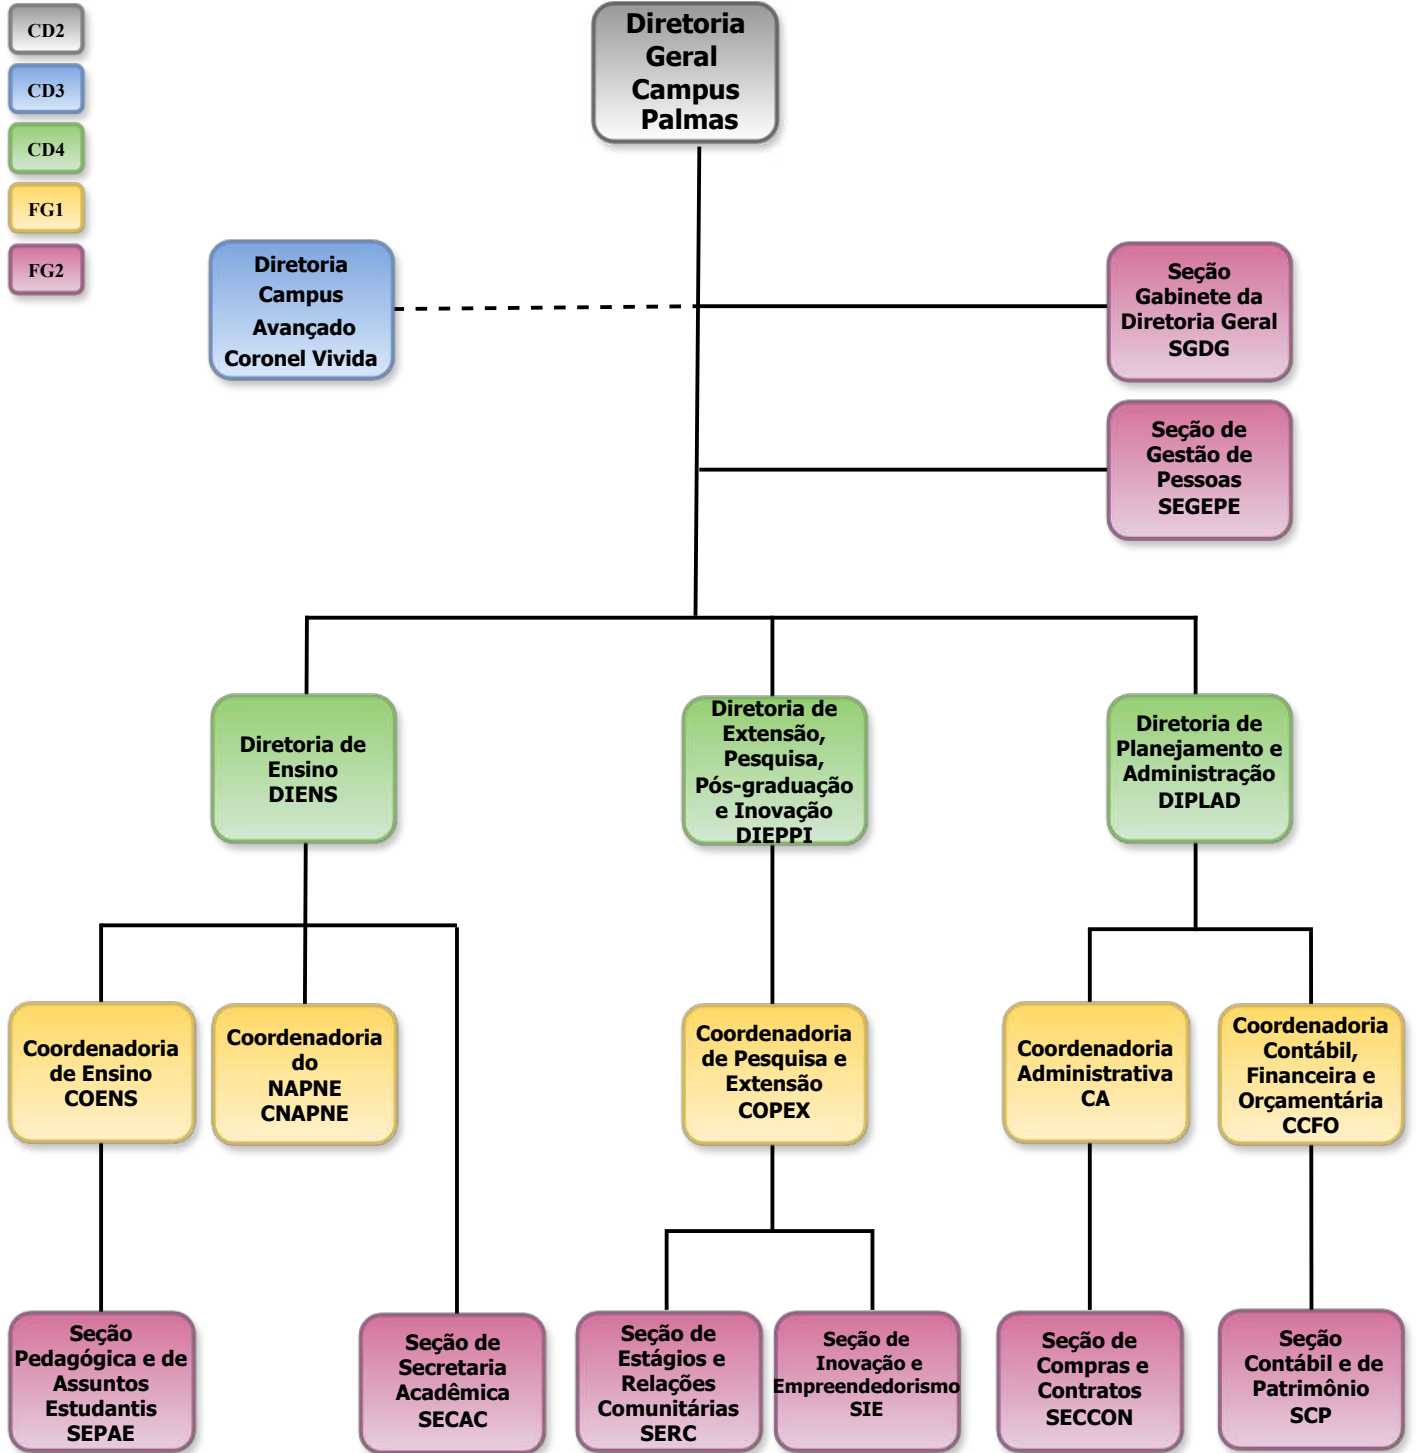 CD2
CD3
CD4
FG1
FG2
Diretoria
Geral
Campus
Palmas
Diretoria
Campus
Avançado
Coronel Vivida
Seção
Gabinete da
Diretoria Geral
SGDG
Seção de
Gestão de
Pessoas
SEGEPE
Diretoria de
Ensino
DIENS
Diretoria de
Extensão,
Pesquisa,
Pós-graduação
e Inovação
DIEPPI
Diretoria de
Planejamento e
Administração
DIPLAD
Coordenadoria
de Ensino
COENS
Coordenadoria
do
NAPNE
CNAPNE
Coordenadoria
de Pesquisa e
Extensão
COPEX
Coordenadoria
Administrativa
CA
Coordenadoria
Contábil,
Financeira e
Orçamentária
CCFO
Seção
Pedagógica e de
Assuntos
Estudantis
SEPAE
Seção de
Secretaria
Acadêmica
SECAC
Seção de
Estágios e
Relações
Comunitárias
SERC
Seção de
Inovação e
Empreendedorismo
SIE
Seção de
Compras e
Contratos
SECCON
Seção
Contábil e de
Patrimônio
SCP